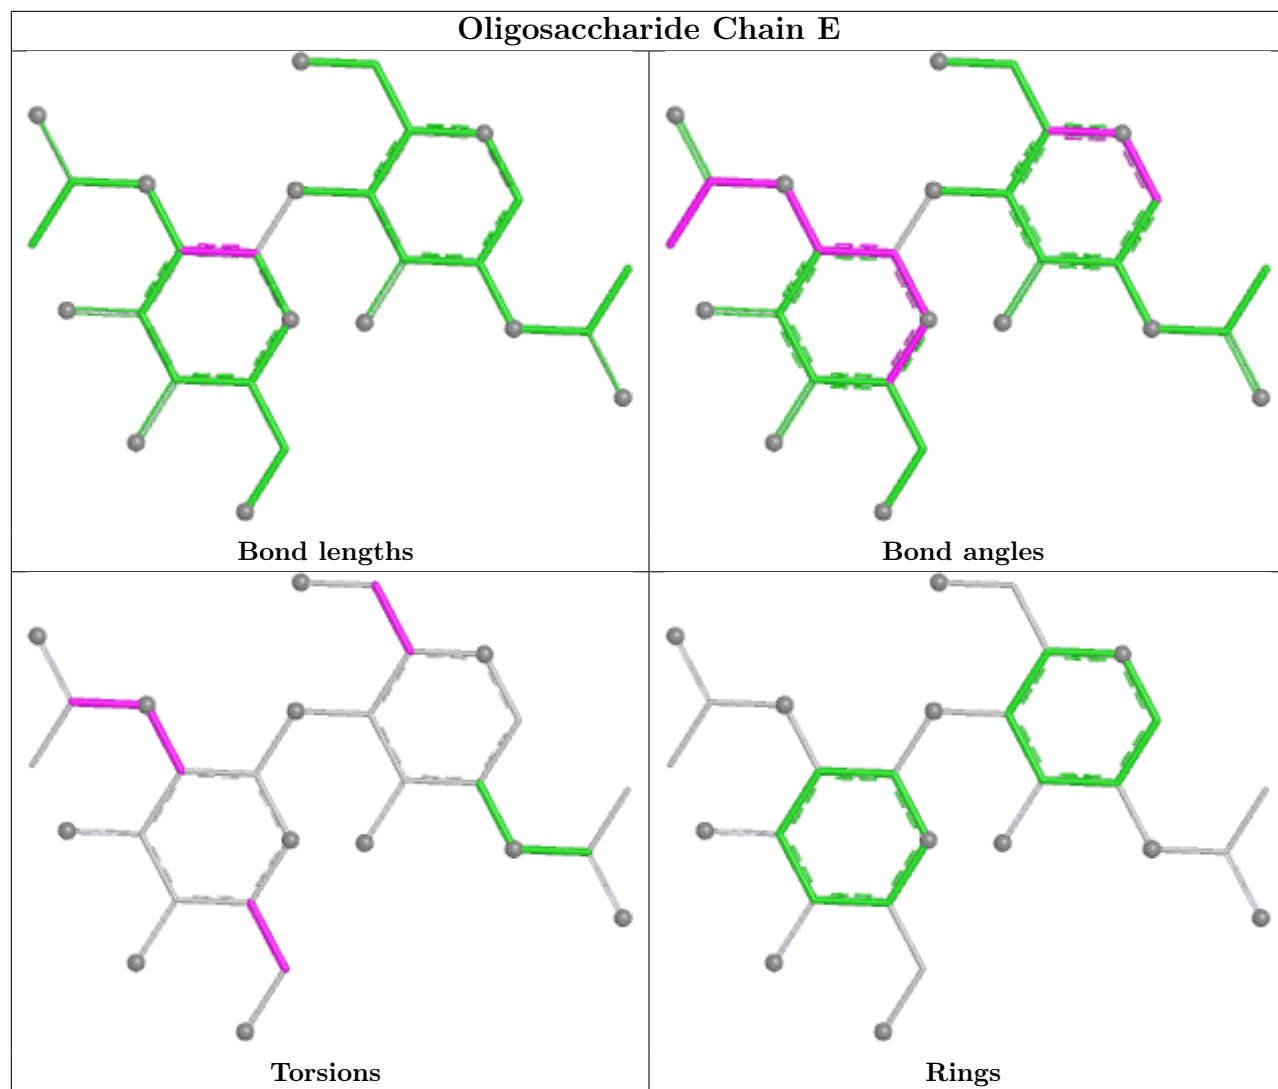 Oligosaccharide Chain E
Bond lengths
Bond angles
Torsions
Rings